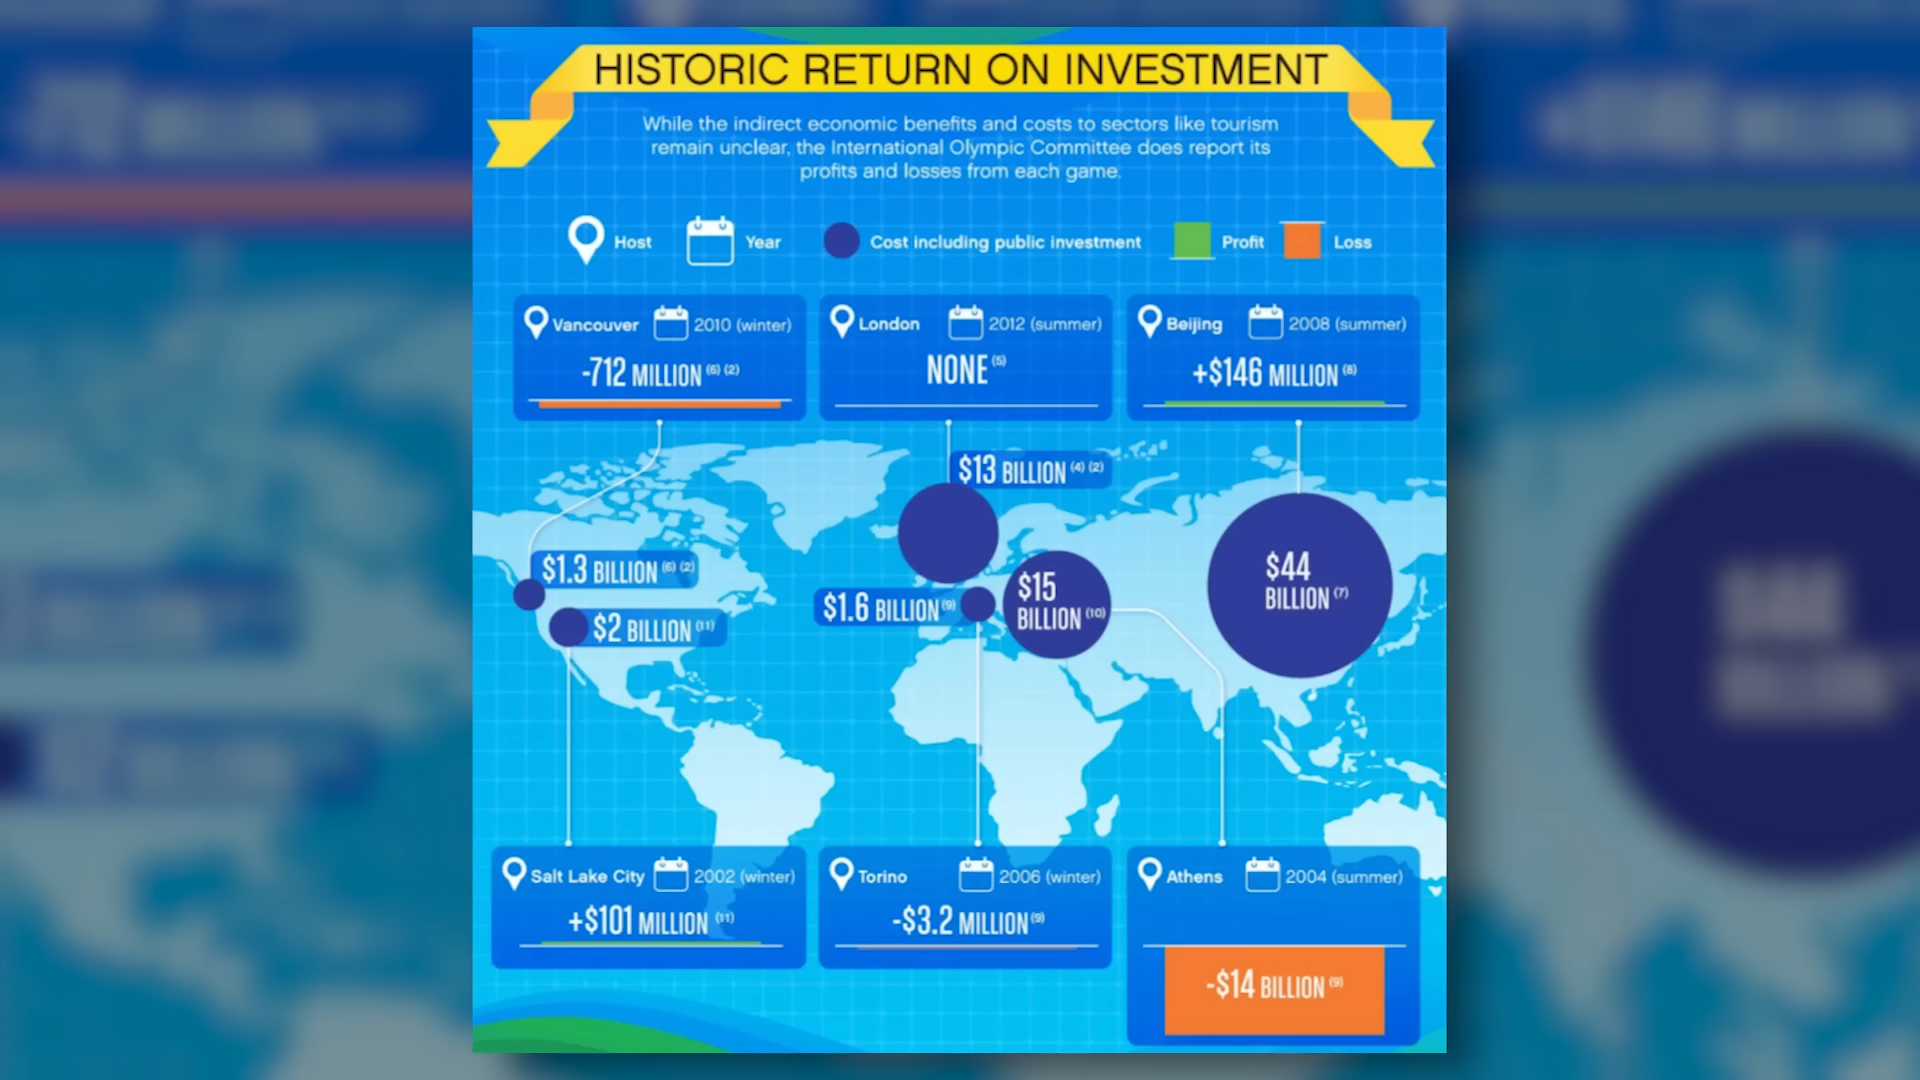 HISTORIC RETURN ON INVESTMENT
While the indirect economic benefits and costs to sectors like tourism
remain unclear, the International Olympic Committee does report its
profits and losses from each game.
Host Year Cost including public investment Profit Loss
Vancouver 2010 (winter)
-712 MILLION (6) (2)
London 2012 (summer)
NONE (5)
Beijing 2008 (summer)
+$146 MILLION (8)
$13 BILLION (4) (2)
$1.3 BILLION (6) (2)
$2 BILLION (11)
$1.6 BILLION (9)
$15
BILLION (10)
$44
BILLION (7)
Salt Lake City 2002 (winter)
+$101 MILLION (11)
Torino 2006 (winter)
-$3.2 MILLION (9)
Athens 2004 (summer)
-$14 BILLION (9)